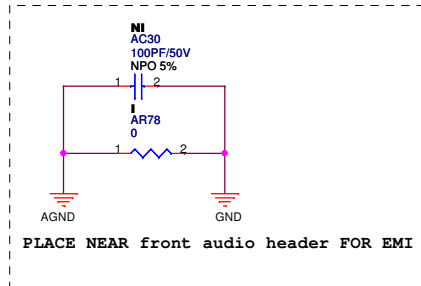 NI
AC30
100PF/50V
NPO 5%
1 2
I
AR78
0
1 2
AGND GND
PLACE NEAR front audio header FOR EMI